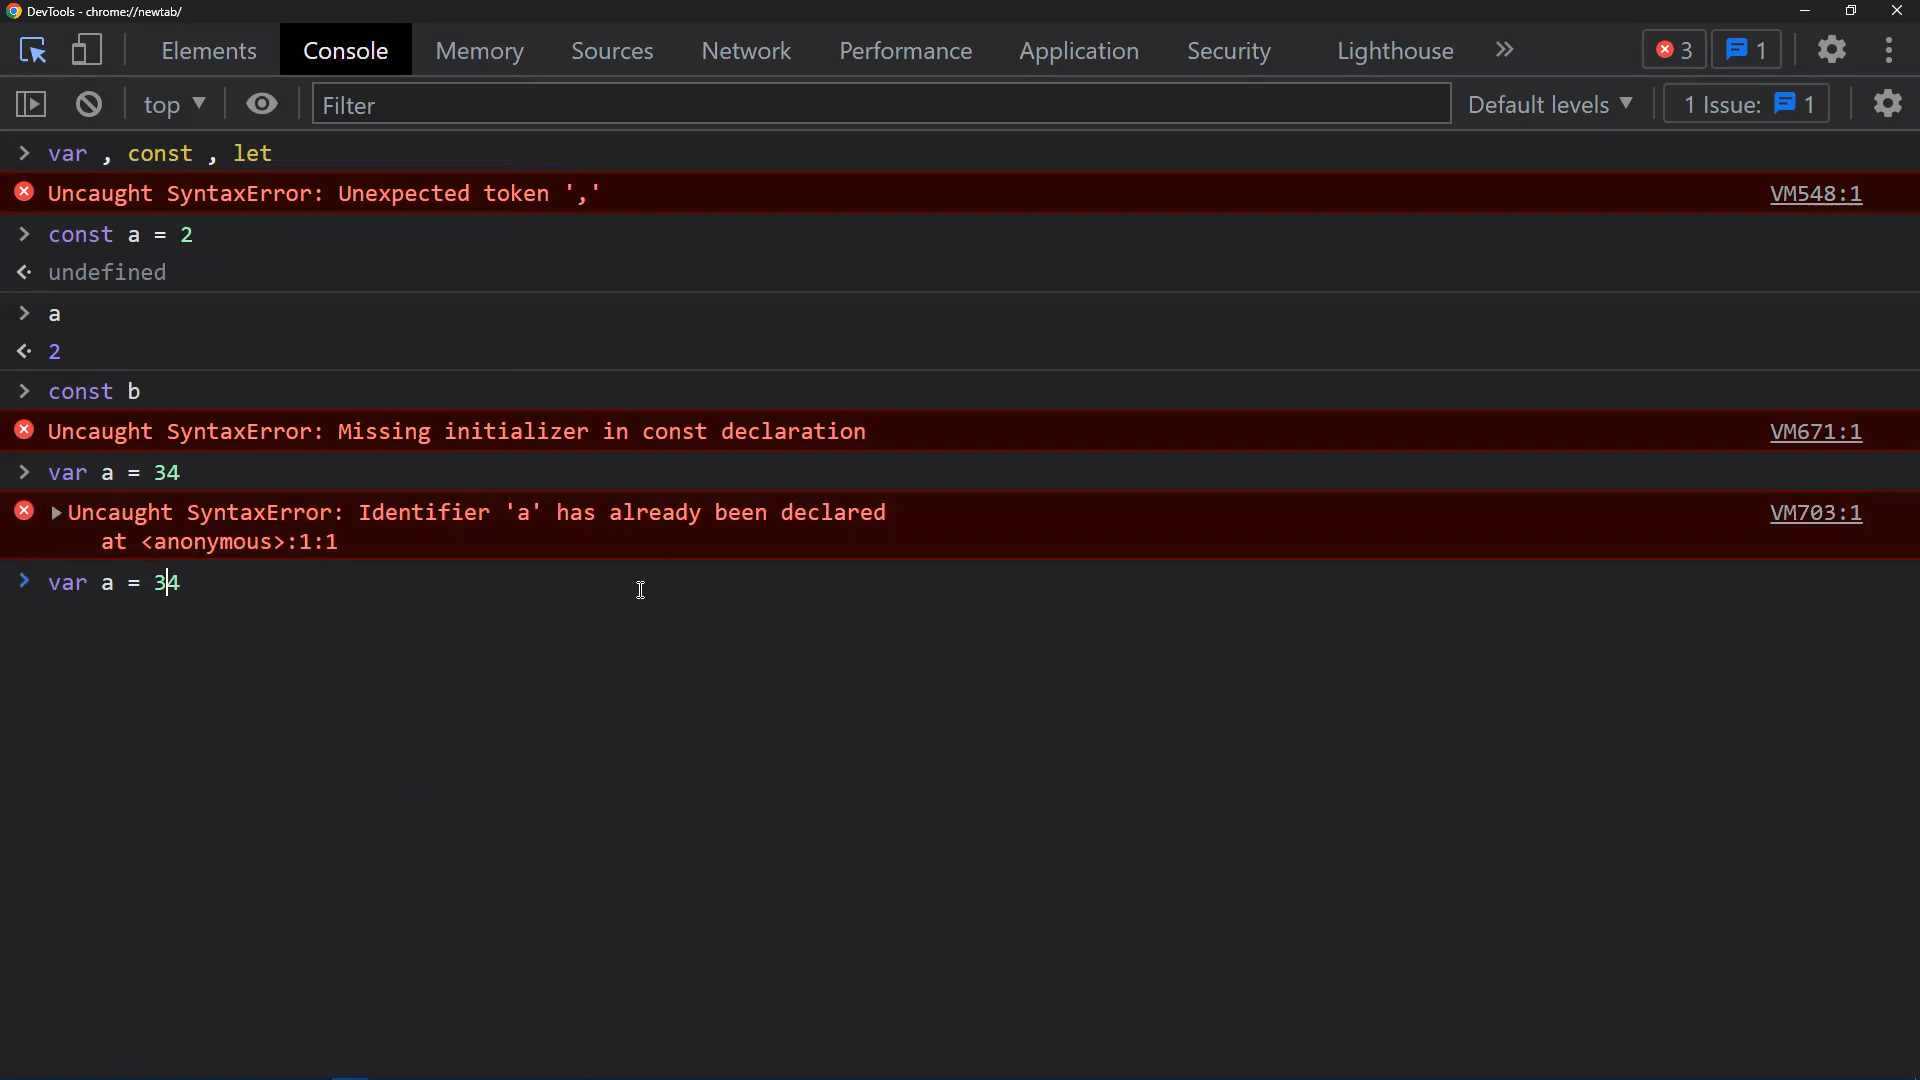 DevTools - chrome://newtab/
Elements Console Memory Sources Network Performance Application Security Lighthouse 3 1
top Filter Default levels 1 Issue: 1
> var , const , let
Uncaught SyntaxError: Unexpected token ',' VM548:1
> const a = 2
undefined
> a
2
> const b
Uncaught SyntaxError: Missing initializer in const declaration VM671:1
> var a = 34
Uncaught SyntaxError: Identifier 'a' has already been declared VM703:1
at <anonymous>:1:1
> var a = 34